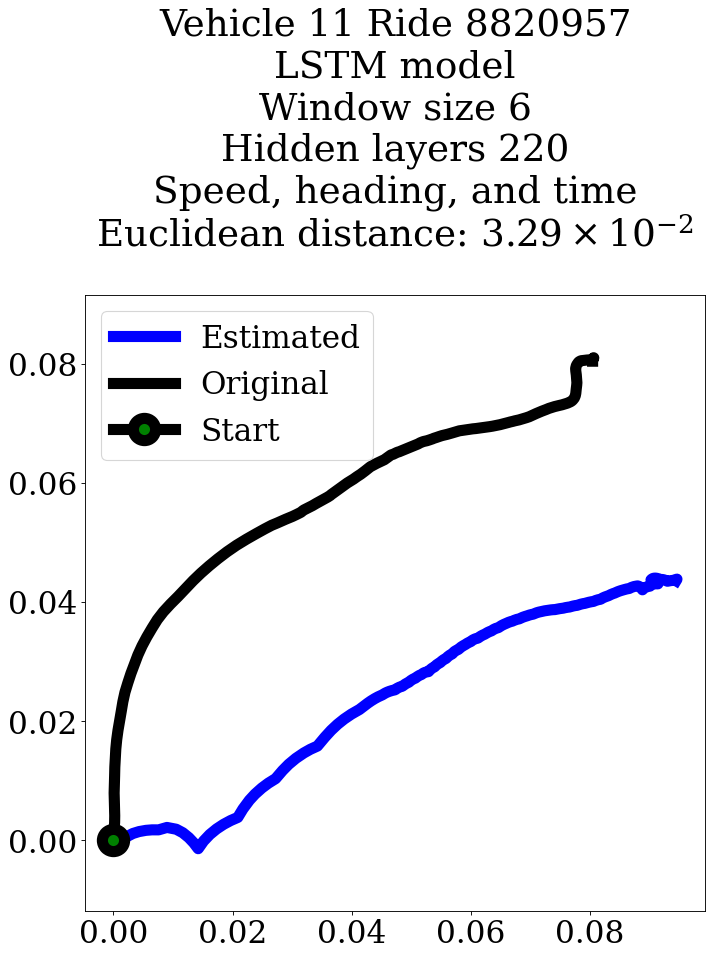 Vehicle 11 Ride 8820957
LSTM model
Window size 6
Hidden layers 220
Speed, heading, and time
Euclidean distance: 3.29 × 10⁻²
Estimated
Original
Start
0.08
0.06
0.04
0.02
0.00
0.00 0.02 0.04 0.06 0.08